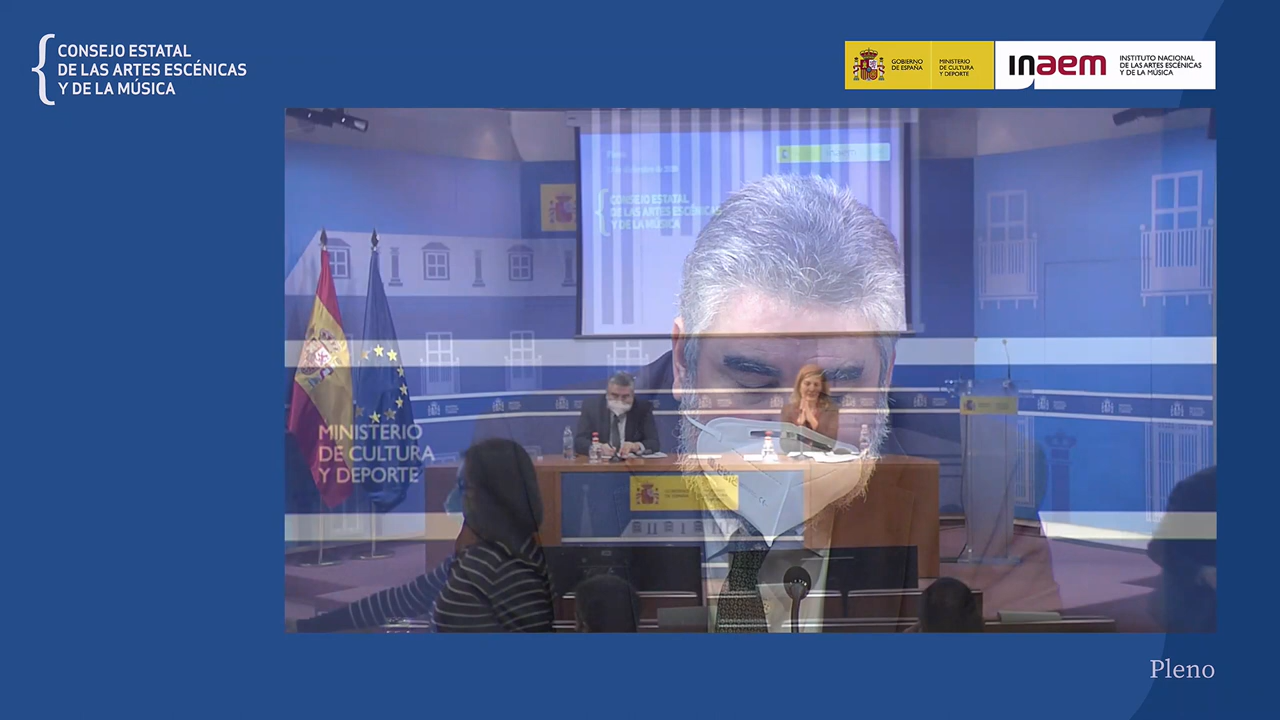 CONSEJO ESTATAL
DE LAS ARTES ESCÉNICAS
Y DE LA MÚSICA
GOBIERNO
DE ESPAÑA
MINISTERIO
DE CULTURA
Y DEPORTE
inaem
INSTITUTO NACIONAL
DE LAS ARTES ESCÉNICAS
Y DE LA MÚSICA
Pleno
CONSEJO ESTATAL
DE LAS ARTES ESCÉNICAS
Y DE LA MÚSICA
MINISTERIO
DE CULTURA
Y DEPORTE
Pleno